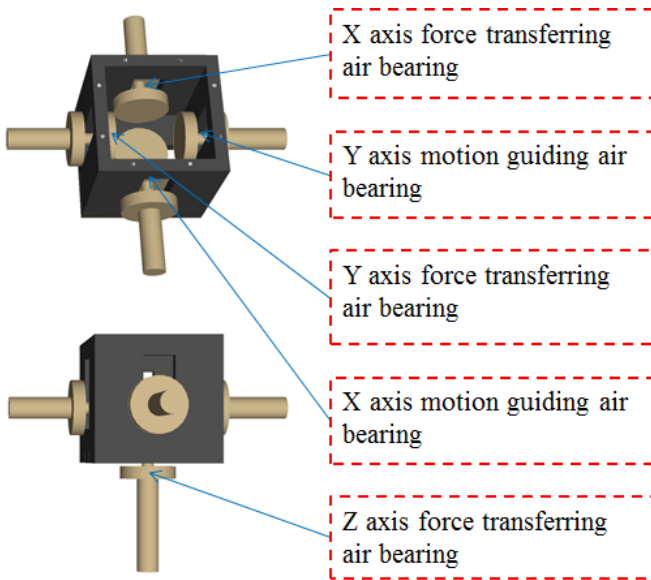 X axis force transferring
air bearing
Y axis motion guiding air
bearing
Y axis force transferring
air bearing
X axis motion guiding air
bearing
Z axis force transferring
air bearing